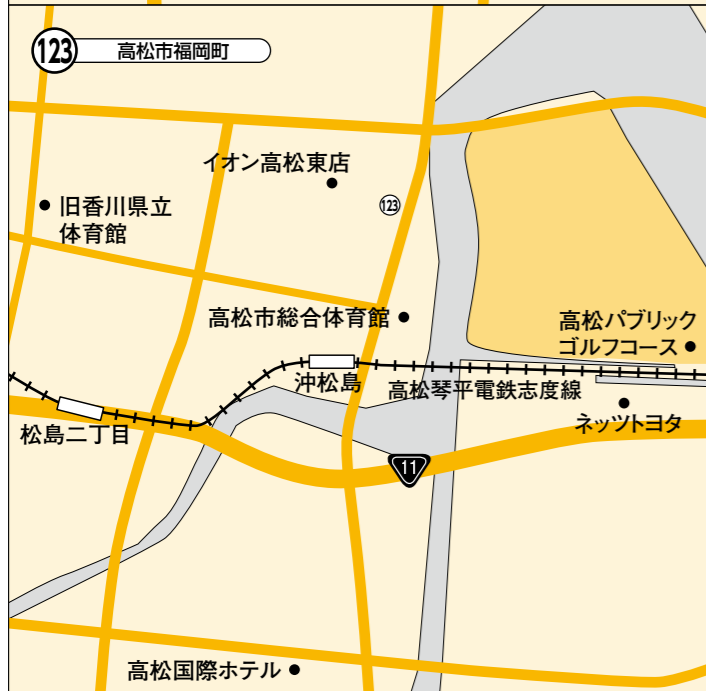 123 高松市福岡町
イオン高松東店
123
旧香川県立
体育館
高松市総合体育館
高松パブリック
ゴルフコース
沖松島
高松琴平電鉄志度線
ネッツトヨタ
松島二丁目
11
高松国際ホテル